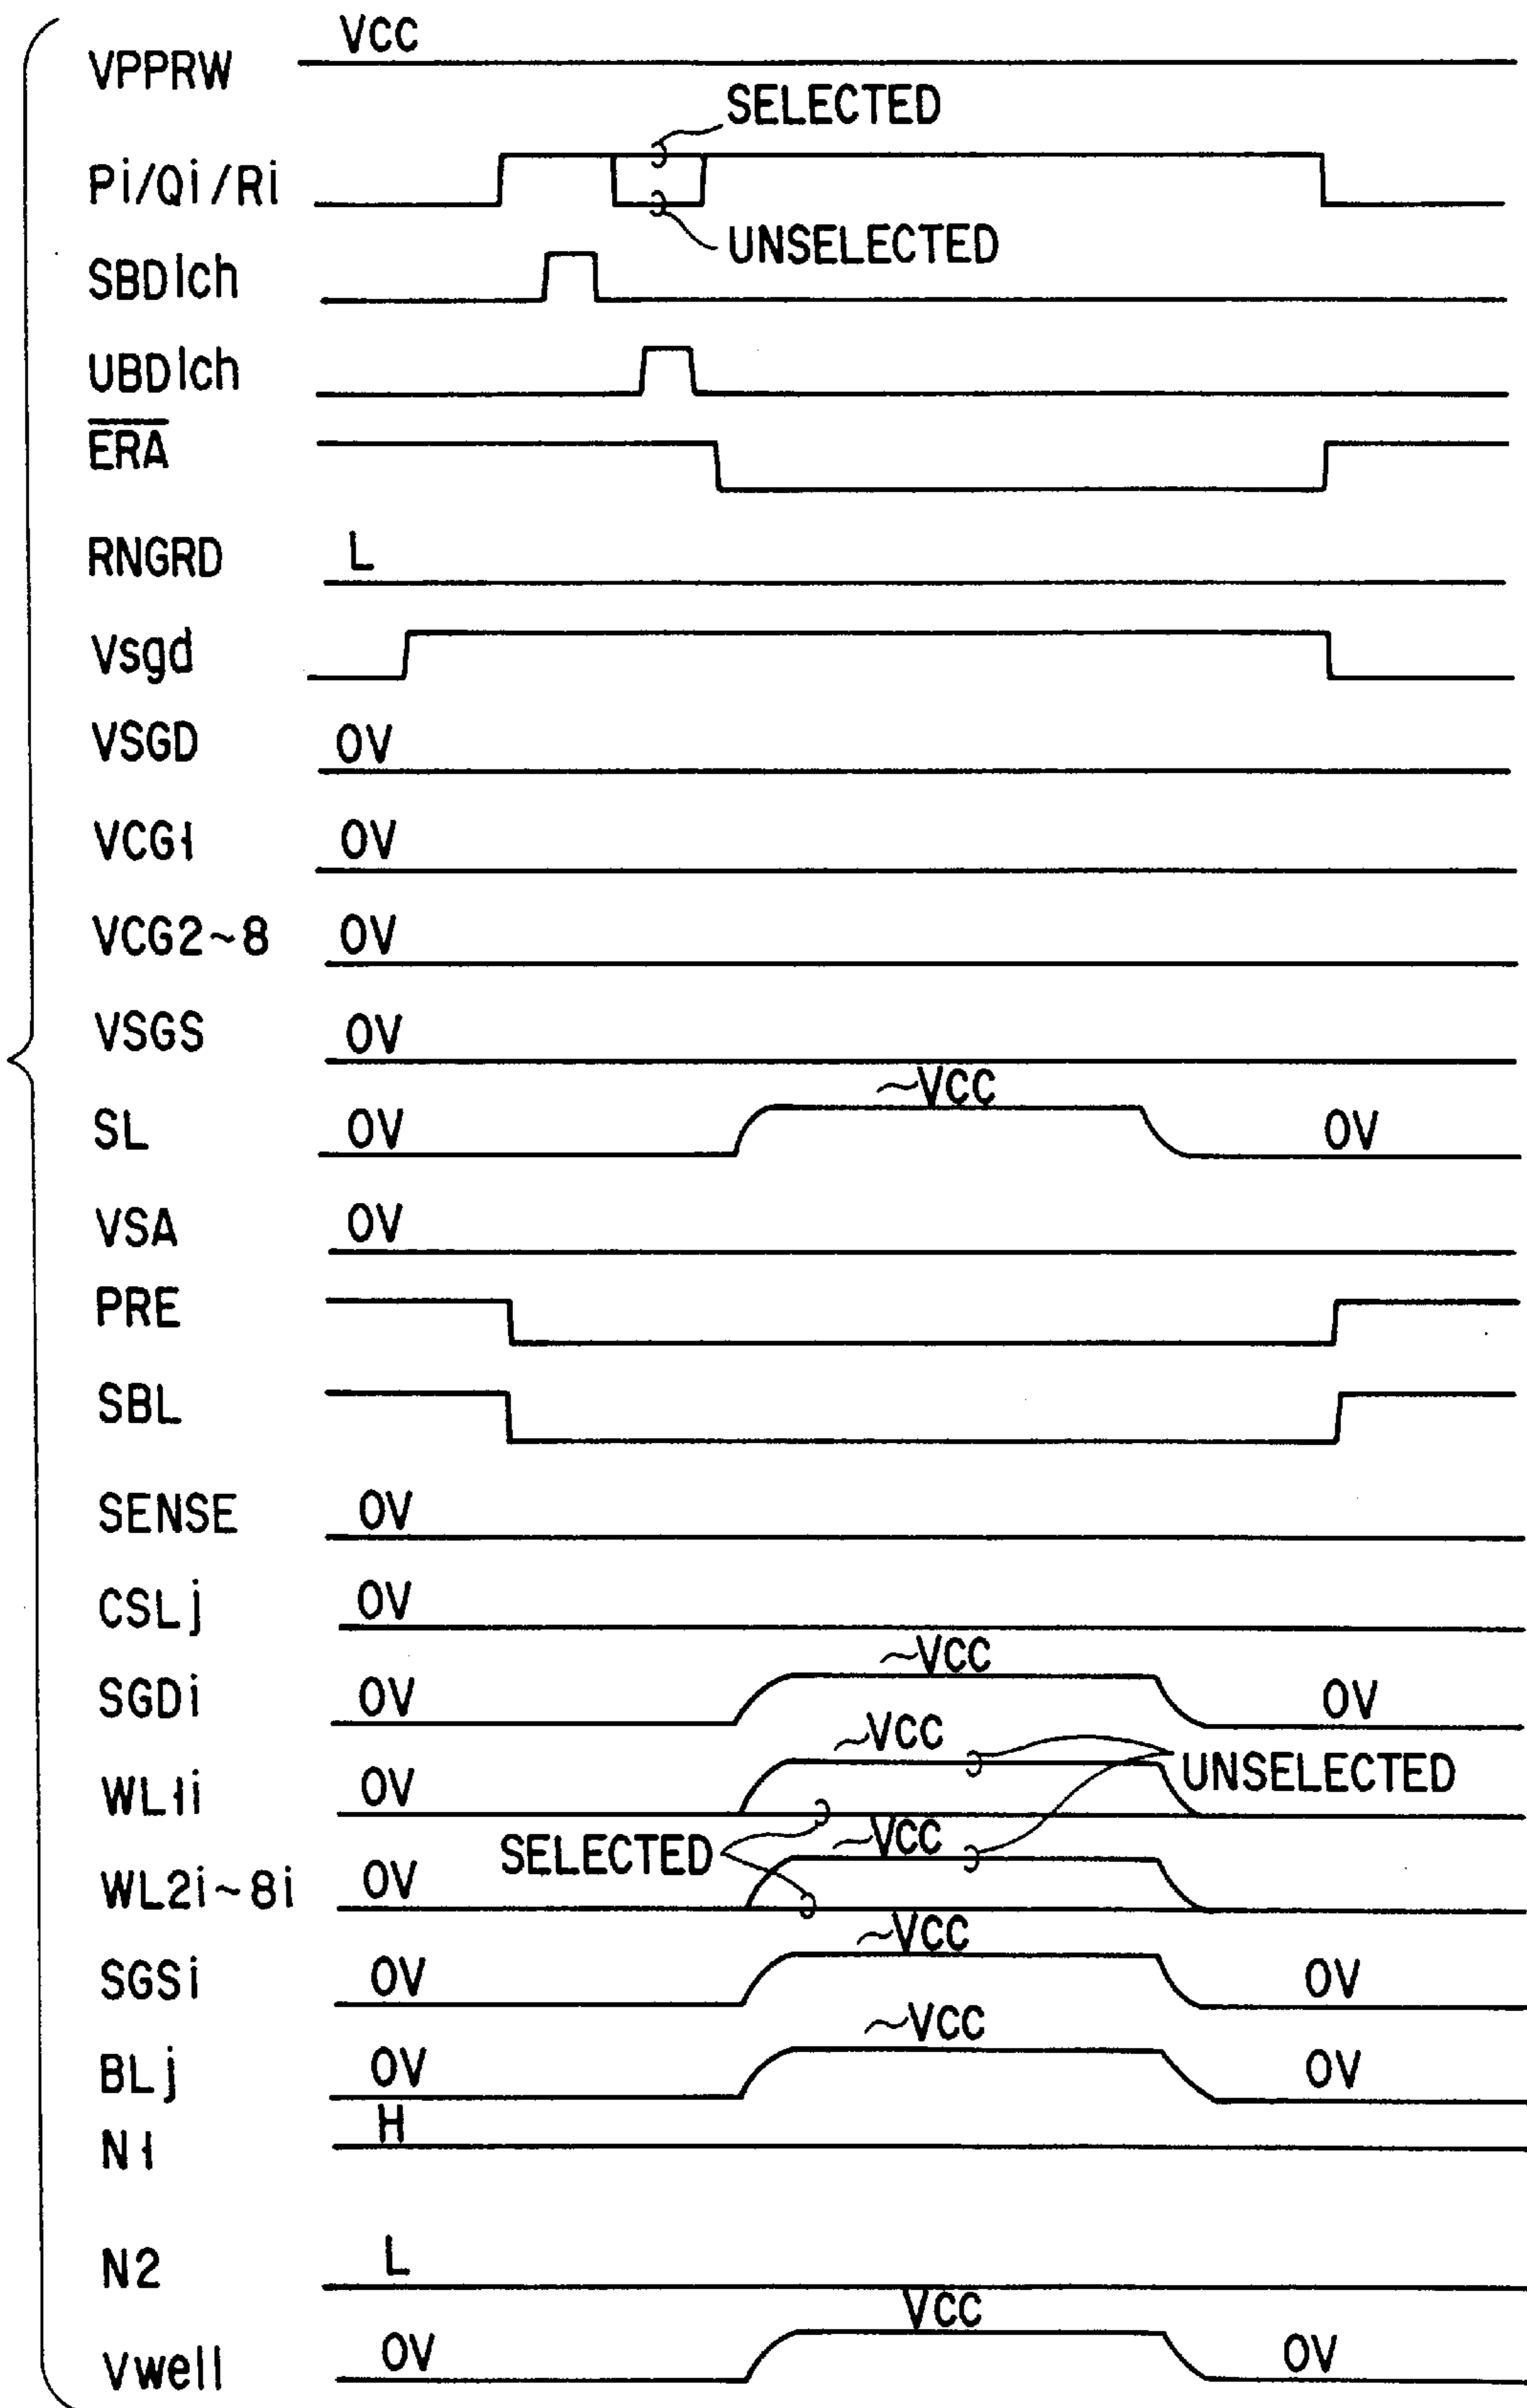 VCC
VPPRW
SELECTED
Pi/Qi/Ri
UNSELECTED
SBDlch
UBDlch
ERA
RNGRD L
Vsgd
VSGD 0V
VCG1 0V
VCG2~8 0V
VSGS 0V
~VCC
SL 0V 0V
VSA 0V
PRE
SBL
SENSE 0V
CSLj 0V
~VCC
SGDi 0V 0V
~VCC
WL1i 0V UNSELECTED
SELECTED ~VCC
WL2i~8i 0V
~VCC
SGSi 0V 0V
~VCC
BLj 0V 0V
H
N1
L
N2
VCC
Vwell 0V 0V